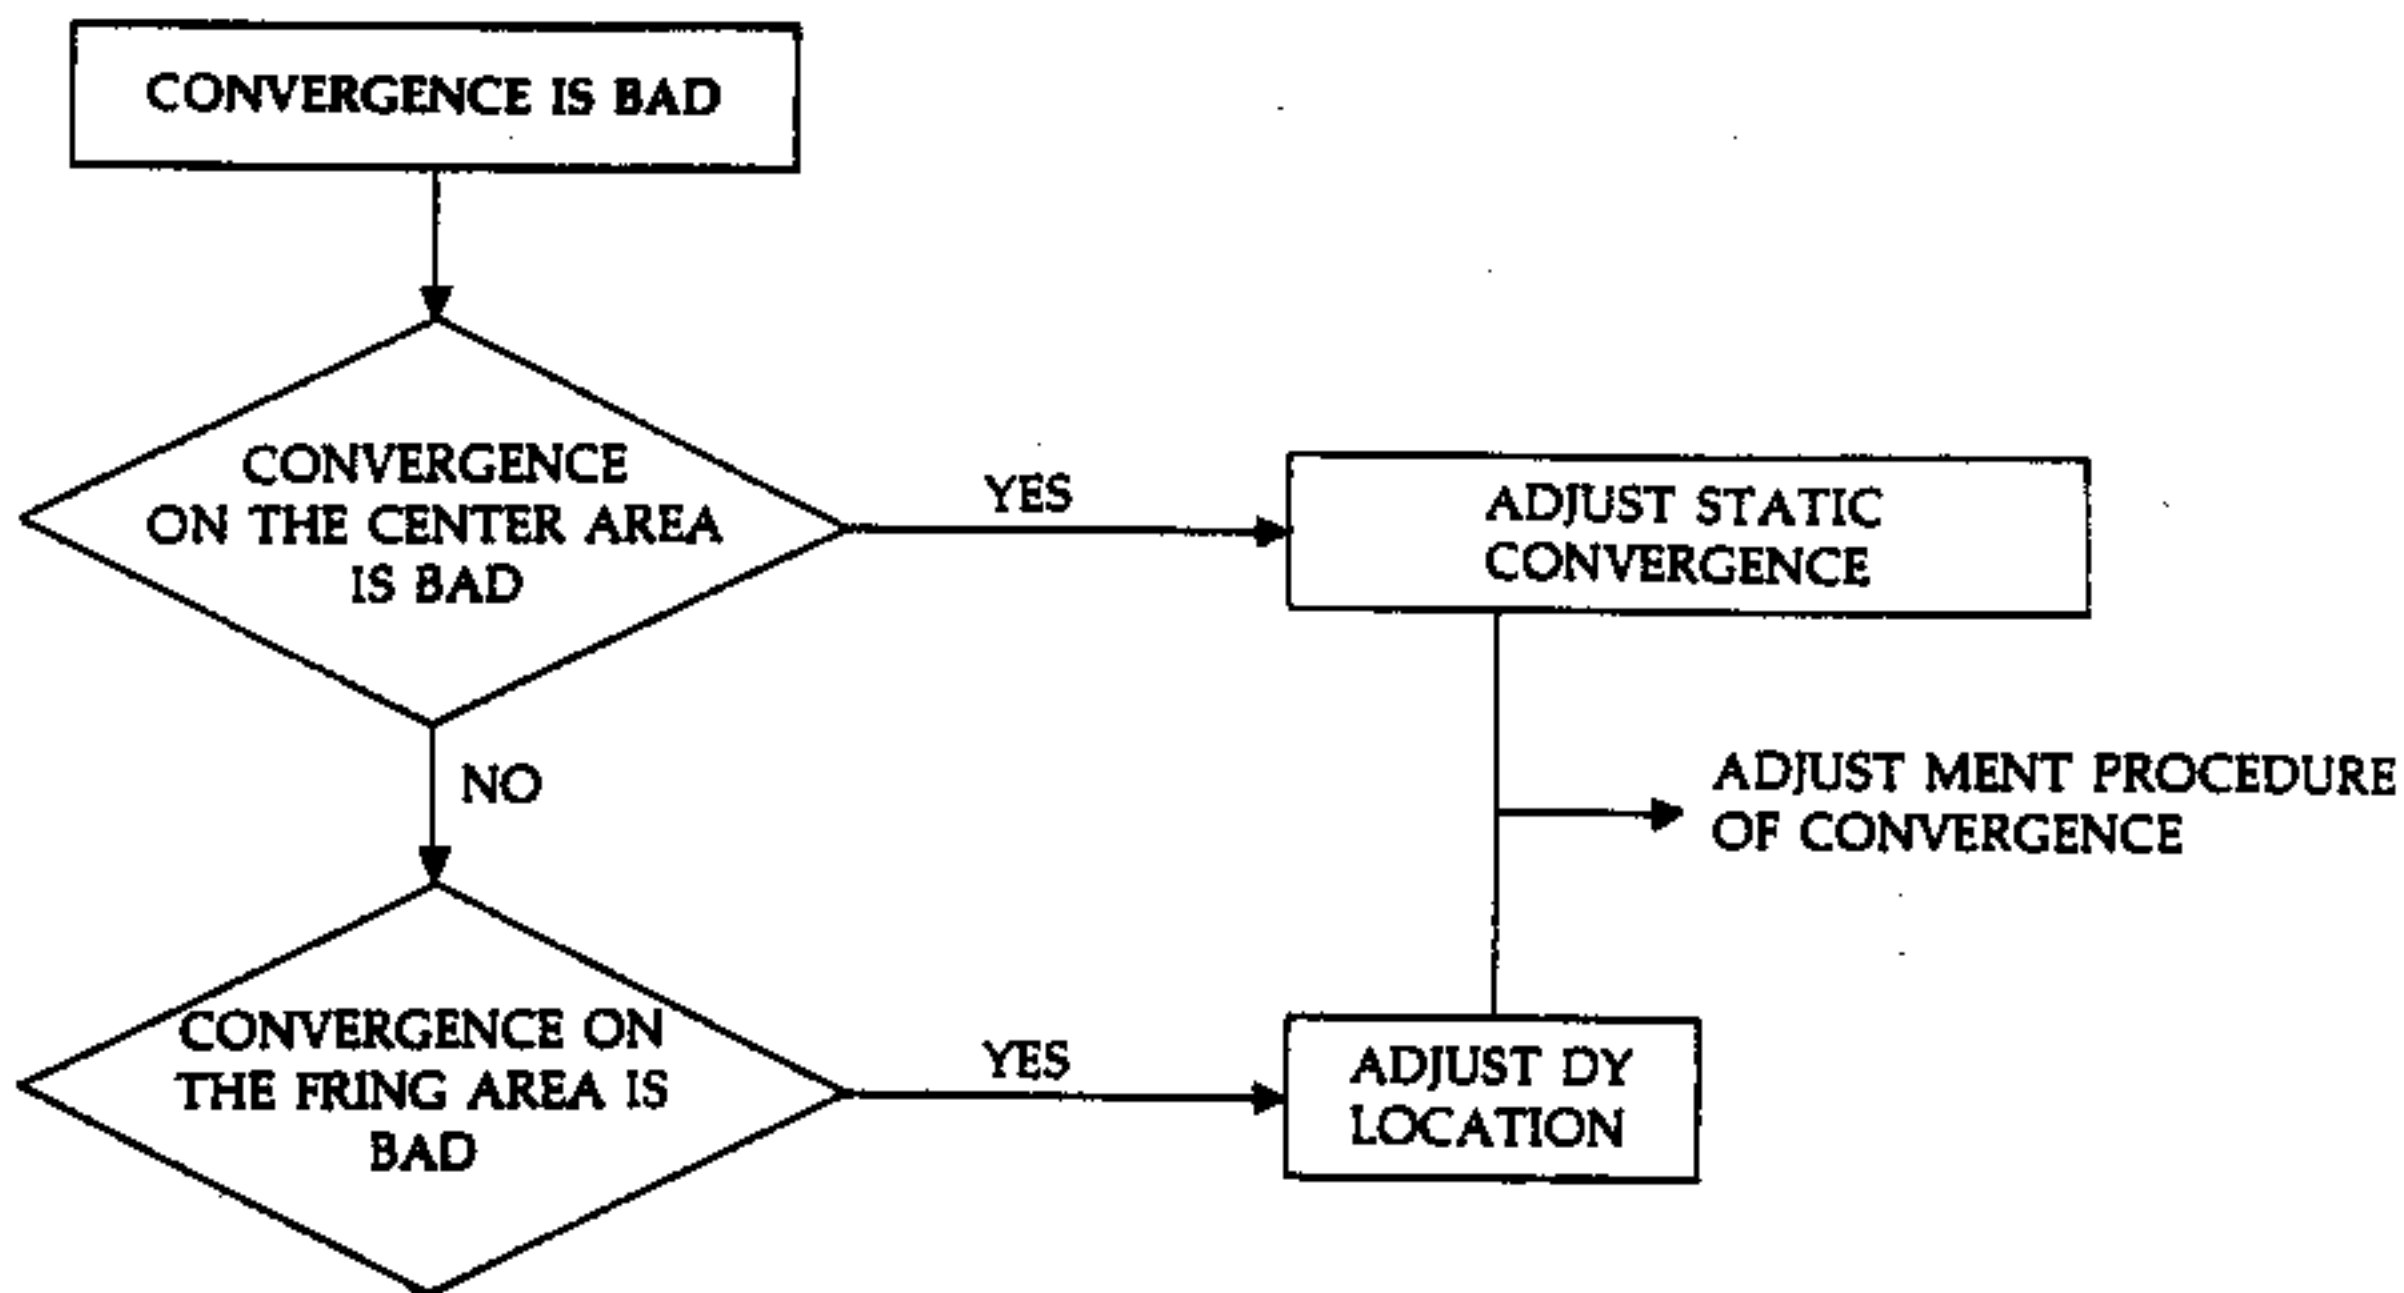 CONVERGENCE IS BAD
CONVERGENCE
ON THE CENTER AREA
IS BAD
YES
ADJUST STATIC
CONVERGENCE
NO
ADJUST MENT PROCEDURE
OF CONVERGENCE
CONVERGENCE ON
THE FRING AREA IS
BAD
YES
ADJUST DY
LOCATION